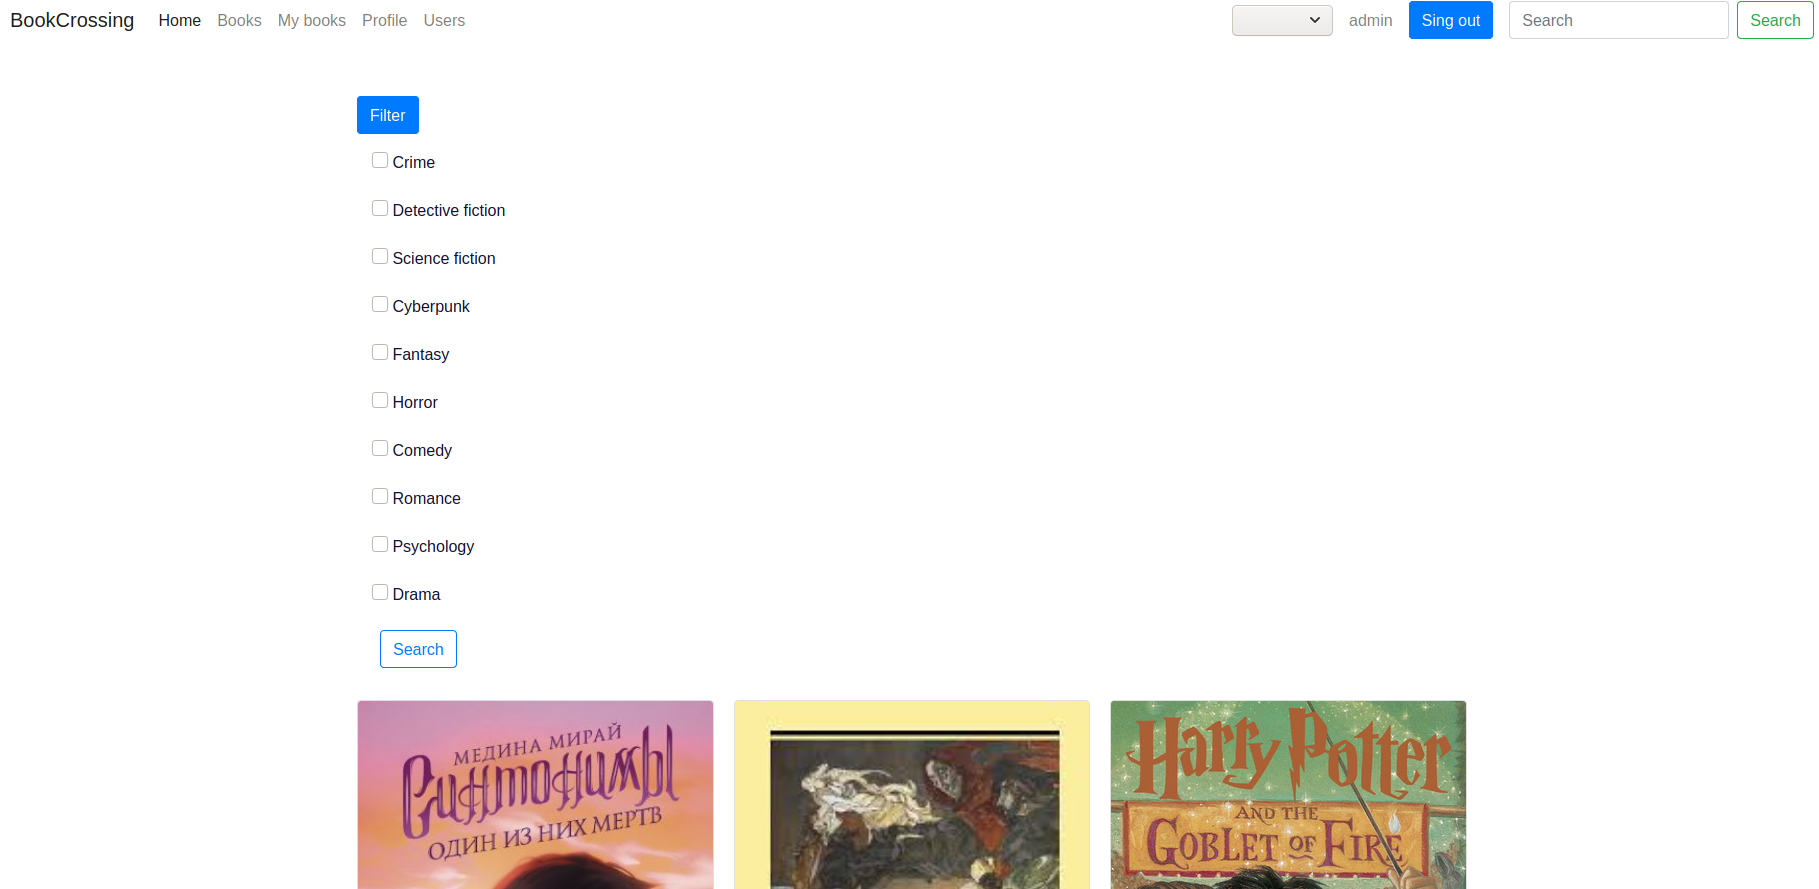 BookCrossing Home Books My books Profile Users admin Sing out Search Search
Filter
Crime
Detective fiction
Science fiction
Cyberpunk
Fantasy
Horror
Comedy
Romance
Psychology
Drama
Search
МЕДИНА МИРАЙ
Синтонимы
ОДИН ИЗ НИХ МЕРТВ
Harry Potter
AND THE
GOBLET OF FIRE